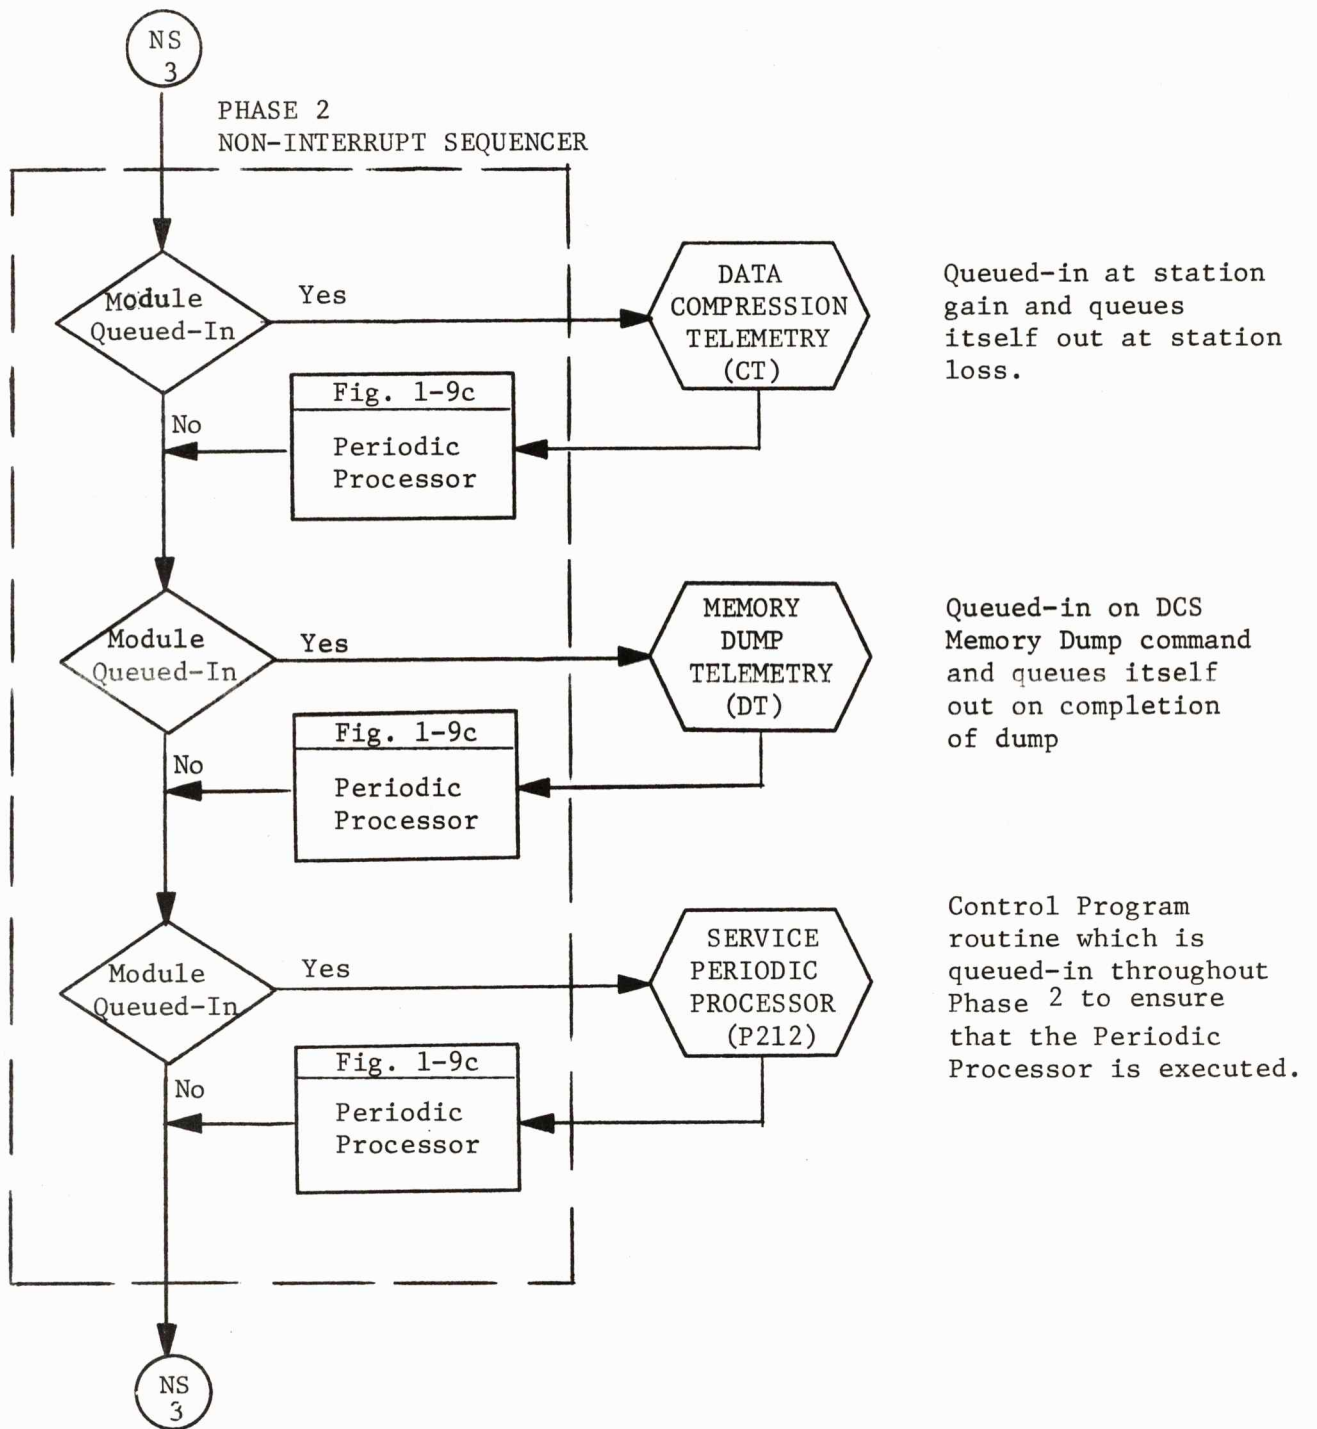 NS
3
PHASE 2
NON-INTERRUPT SEQUENCER
Module
Queued-In
Yes
DATA
COMPRESSION
TELEMETRY
(CT)
Queued-in at station
gain and queues
itself out at station
loss.
No
Fig. 1-9c
Periodic
Processor
Module
Queued-In
Yes
MEMORY
DUMP
TELEMETRY
(DT)
Queued-in on DCS
Memory Dump command
and queues itself
out on completion
of dump
No
Fig. 1-9c
Periodic
Processor
Module
Queued-In
Yes
SERVICE
PERIODIC
PROCESSOR
(P212)
Control Program
routine which is
queued-in throughout
Phase 2 to ensure
that the Periodic
Processor is executed.
No
Fig. 1-9c
Periodic
Processor
NS
3